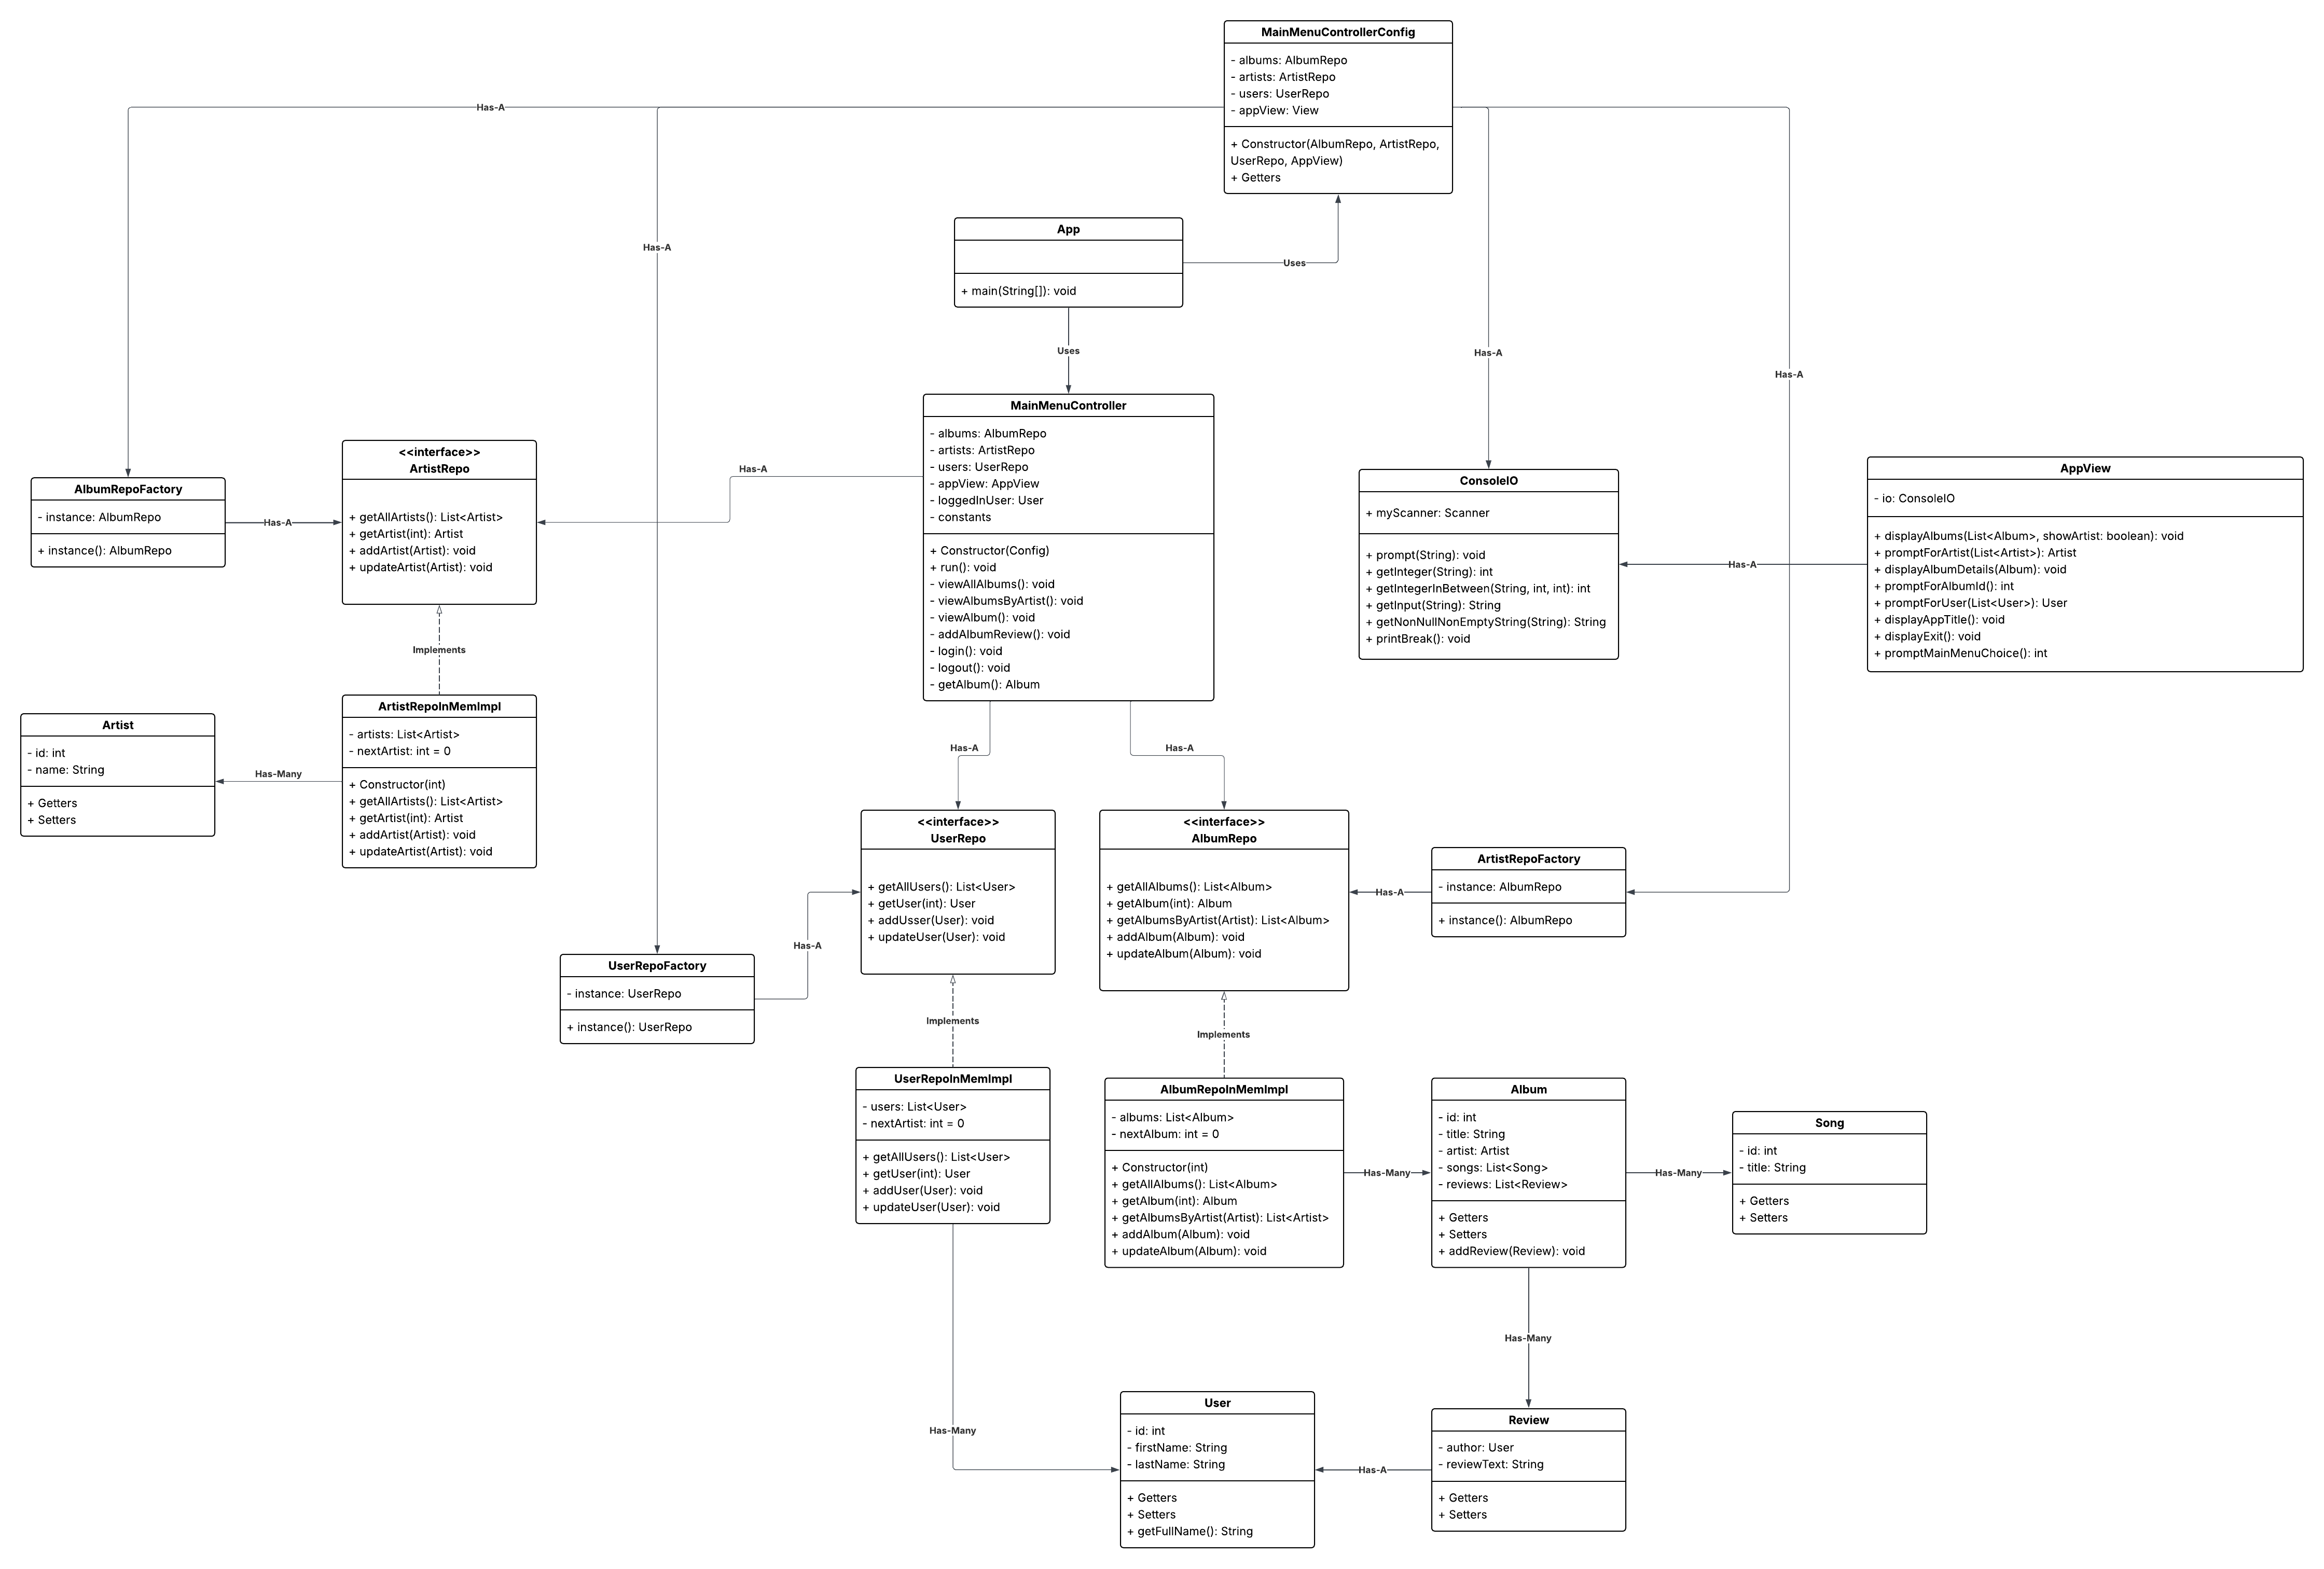 MainMenuControllerConfig
- albums: AlbumRepo
- artists: ArtistRepo
- users: UserRepo
- appView: View
+ Constructor(AlbumRepo, ArtistRepo,
UserRepo, AppView)
+ Getters
Has-A
Has-A
Has-A
Has-A
App
+ main(String[]): void
Uses
Uses
MainMenuController
- albums: AlbumRepo
- artists: ArtistRepo
- users: UserRepo
- appView: AppView
- loggedInUser: User
- constants
+ Constructor(Config)
+ run(): void
- viewAllAlbums(): void
- viewAlbumsByArtist(): void
- viewAlbum(): void
- addAlbumReview(): void
- login(): void
- logout(): void
- getAlbum(): Album
Has-A
Has-A
Has-A
AlbumRepoFactory
- instance: AlbumRepo
+ instance(): AlbumRepo
Has-A
<<interface>>
ArtistRepo
+ getAllArtists(): List<Artist>
+ getArtist(int): Artist
+ addArtist(Artist): void
+ updateArtist(Artist): void
Implements
ConsoleIO
+ myScanner: Scanner
+ prompt(String): void
+ getInteger(String): int
+ getIntegerInBetween(String, int, int): int
+ getInput(String): String
+ getNonNullNonEmptyString(String): String
+ printBreak(): void
Has-A
AppView
- io: ConsoleIO
+ displayAlbums(List<Album>, showArtist: boolean): void
+ promptForArtist(List<Artist>): Artist
+ displayAlbumDetails(Album): void
+ promptForAlbumId(): int
+ promptForUser(List<User>): User
+ displayAppTitle(): void
+ displayExit(): void
+ promptMainMenuChoice(): int
Artist
- id: int
- name: String
+ Getters
+ Setters
Has-Many
ArtistRepoInMemImpl
- artists: List<Artist>
- nextArtist: int = 0
+ Constructor(int)
+ getAllArtists(): List<Artist>
+ getArtist(int): Artist
+ addArtist(Artist): void
+ updateArtist(Artist): void
<<interface>>
UserRepo
+ getAllUsers(): List<User>
+ getUser(int): User
+ addUsser(User): void
+ updateUser(User): void
<<interface>>
AlbumRepo
+ getAllAlbums(): List<Album>
+ getAlbum(int): Album
+ getAlbumsByArtist(Artist): List<Album>
+ addAlbum(Album): void
+ updateAlbum(Album): void
Has-A
ArtistRepoFactory
- instance: AlbumRepo
+ instance(): AlbumRepo
UserRepoFactory
- instance: UserRepo
+ instance(): UserRepo
Has-A
Implements
Implements
UserRepoInMemImpl
- users: List<User>
- nextArtist: int = 0
+ getAllUsers(): List<User>
+ getUser(int): User
+ addUser(User): void
+ updateUser(User): void
AlbumRepoInMemImpl
- albums: List<Album>
- nextAlbum: int = 0
+ Constructor(int)
+ getAllAlbums(): List<Album>
+ getAlbum(int): Album
+ getAlbumsByArtist(Artist): List<Artist>
+ addAlbum(Album): void
+ updateAlbum(Album): void
Has-Many
Album
- id: int
- title: String
- artist: Artist
- songs: List<Song>
- reviews: List<Review>
+ Getters
+ Setters
+ addReview(Review): void
Has-Many
Song
- id: int
- title: String
+ Getters
+ Setters
Has-Many
Has-Many
User
- id: int
- firstName: String
- lastName: String
+ Getters
+ Setters
+ getFullName(): String
Has-A
Review
- author: User
- reviewText: String
+ Getters
+ Setters